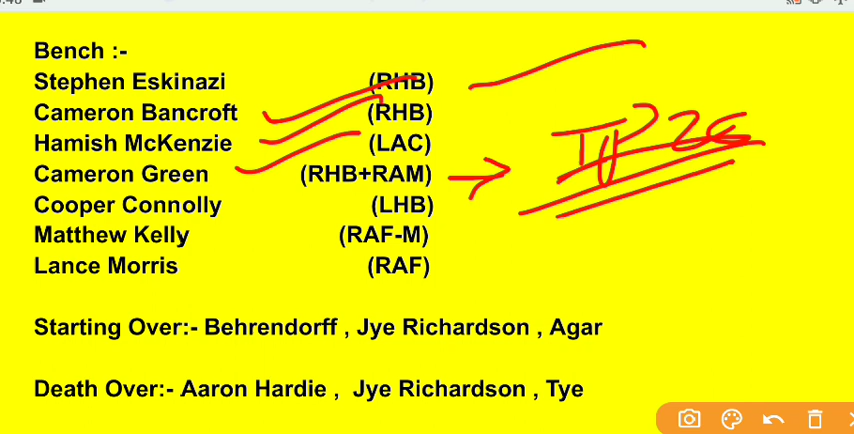 Bench :-
Stephen Eskinazi (RHB)
Cameron Bancroft (RHB)
Hamish McKenzie (LAC)
Cameron Green (RHB+RAM)
Cooper Connolly (LHB)
Matthew Kelly (RAF-M)
Lance Morris (RAF)
Starting Over:- Behrendorff , Jye Richardson , Agar
Death Over:- Aaron Hardie , Jye Richardson , Tye